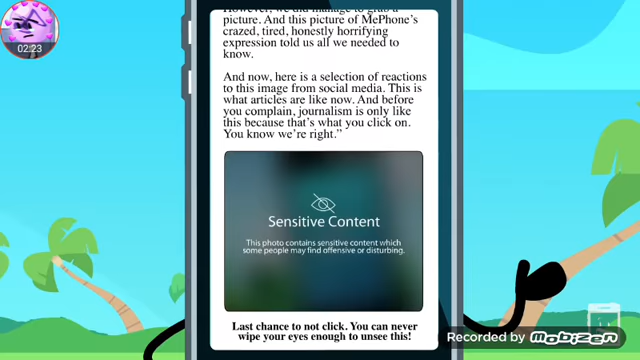 However, we did manage to grab a
picture. And this picture of MePhone's
crazed, tired, honestly horrifying
expression told us all we needed to
know.
And now, here is a selection of reactions
to this image from social media. This is
what articles are like now. And before
you complain, journalism is only like
this because that's what you click on.
You know we're right."
Sensitive Content
This photo contains sensitive content which
some people may find offensive or disturbing.
Last chance to not click. You can never
wipe your eyes enough to unsee this!
02:23
Recorded by Mobizen